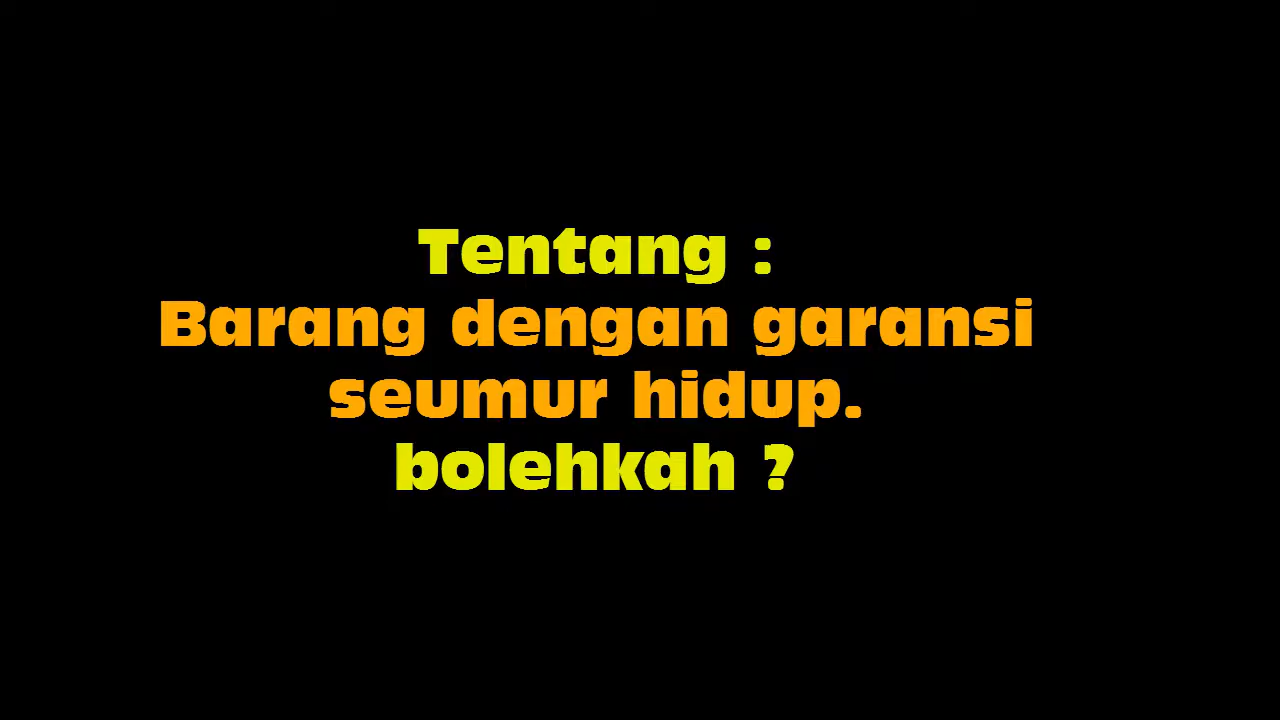 Tentang :
Barang dengan garansi
seumur hidup.
bolehkah ?